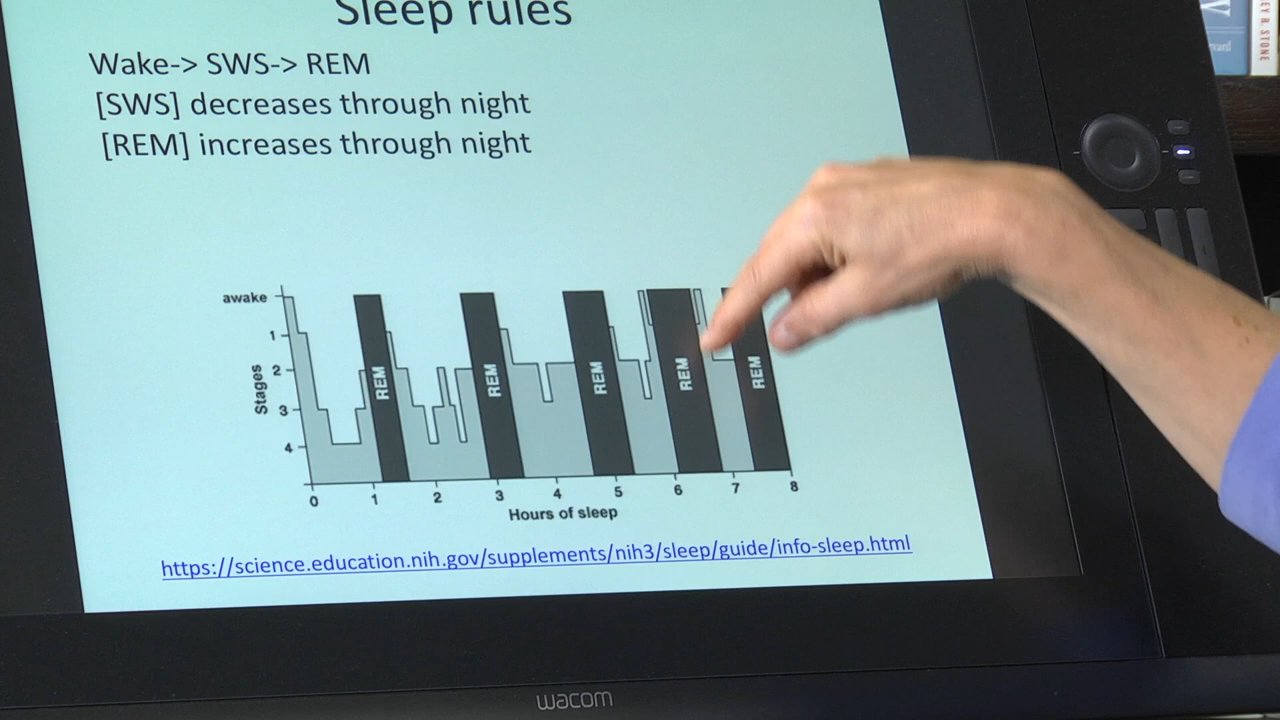 Sleep rules
Wake-> SWS-> REM
[SWS] decreases through night
[REM] increases through night
awake
1
2
3
4
Stages
REM
REM
REM
REM
REM
0 1 2 3 4 5 6 7 8
Hours of sleep
https://science.education.nih.gov/supplements/nih3/sleep/guide/info-sleep.html
wacom
EY R. STONE